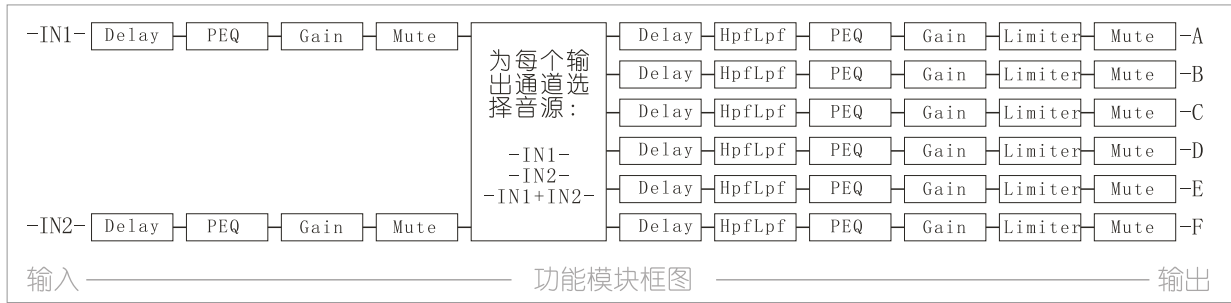 -IN1- Delay PEQ Gain Mute Delay HpfLpf PEQ Gain Limiter Mute -A
为每个输
出通道选
择音源：
-IN1-
-IN2-
-IN1+IN2-
Delay HpfLpf PEQ Gain Limiter Mute -B
Delay HpfLpf PEQ Gain Limiter Mute -C
Delay HpfLpf PEQ Gain Limiter Mute -D
Delay HpfLpf PEQ Gain Limiter Mute -E
-IN2- Delay PEQ Gain Mute Delay HpfLpf PEQ Gain Limiter Mute -F
输入 功能模块框图 输出